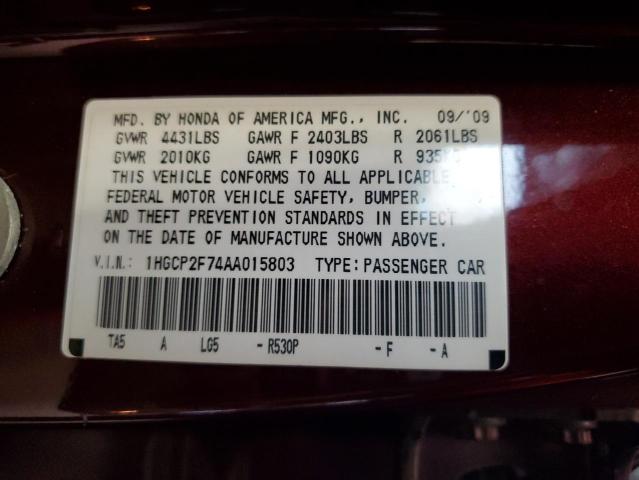 MFD. BY HONDA OF AMERICA MFG., INC. 09/'09
GVWR 4431LBS GAWR F 2403LBS R 2061LBS
GVWR 2010KG GAWR F 1090KG R 935KG
THIS VEHICLE CONFORMS TO ALL APPLICABLE
FEDERAL MOTOR VEHICLE SAFETY, BUMPER,
AND THEFT PREVENTION STANDARDS IN EFFECT
ON THE DATE OF MANUFACTURE SHOWN ABOVE.
V.I.N.: 1HGCP2F74AA015803 TYPE: PASSENGER CAR
TA5 A LG5 -R530P -F -A